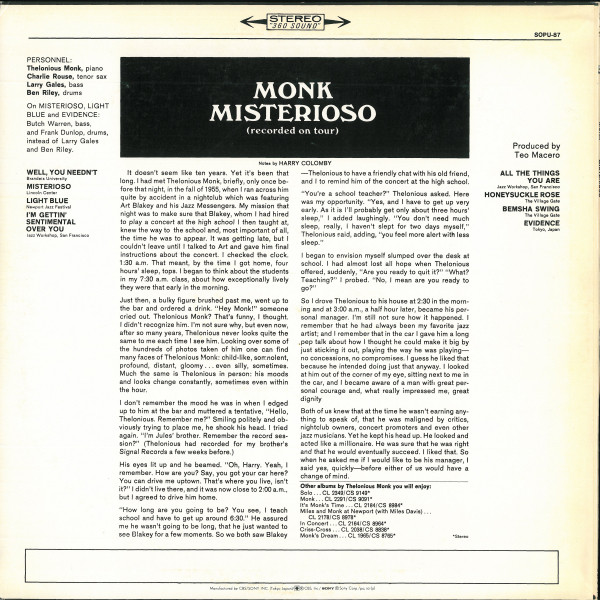 STEREO
"360 SOUND"
SOPU-87
PERSONNEL:
Thelonious Monk, piano
Charlie Rouse, tenor sax
Larry Gales, bass
Ben Riley, drums
On MISTERIOSO, LIGHT
BLUE and EVIDENCE:
Butch Warren, bass,
and Frank Dunlop, drums,
instead of Larry Gales
and Ben Riley.
WELL, YOU NEEDN'T
Brandeis University
MISTERIOSO
Lincoln Center
LIGHT BLUE
Newport Jazz Festival
I'M GETTIN'
SENTIMENTAL
OVER YOU
Jazz Workshop, San Francisco
MONK
MISTERIOSO
(recorded on tour)
Produced by
Teo Macero
ALL THE THINGS
YOU ARE
Jazz Workshop, San Francisco
HONEYSUCKLE ROSE
The Village Gate
BEMSHA SWING
The Village Gate
EVIDENCE
Tokyo, Japan
Notes by HARRY COLOMBY
It doesn't seem like ten years. Yet it's been that
long. I had met Thelonious Monk, briefly, only once be-
fore that night, in the fall of 1955, when I ran across him
quite by accident in a nightclub which was featuring
Art Blakey and his Jazz Messengers. My mission that
night was to make sure that Blakey, whom I had hired
to play a concert at the high school I then taught at,
knew the way to the school and, most important of all,
the time he was to appear. It was getting late, but I
couldn't leave until I talked to Art and gave him final
instructions about the concert. I checked the clock.
1:30 a.m. That meant, by the time I got home, four
hours' sleep, tops. I began to think about the students
in my 7:30 a.m. class, about how exceptionally lively
they were that early in the morning.
Just then, a bulky figure brushed past me, went up to
the bar and ordered a drink. "Hey Monk!" someone
cried out. Thelonious Monk? That's funny, I thought.
I didn't recognize him. I'm not sure why, but even now,
after so many years, Thelonious never looks quite the
same to me each time I see him. Looking over some of
the hundreds of photos taken of him one can find
many faces of Thelonious Monk: child-like, somnolent,
profound, distant, gloomy . . . even silly, sometimes.
Much the same is Thelonious in person: his moods
and looks change constantly, sometimes even within
the hour.
I don't remember the mood he was in when I edged
up to him at the bar and muttered a tentative, "Hello,
Thelonious. Remember me?" Smiling politely and ob-
viously trying to place me, he shook his head. I tried
again. "I'm Jules' brother. Remember the record ses-
sion?" (Thelonious had recorded for my brother's
Signal Records a few weeks before.)
His eyes lit up and he beamed. "Oh, Harry. Yeah, I
remember. How are you? Say, you got your car here?
You can drive me uptown. That's where you live, isn't
it?" I didn't live there, and it was now close to 2:00 a.m.,
but I agreed to drive him home.
"How long are you going to be? You see, I teach
school and have to get up around 6:30." He assured
me he wasn't going to be long, that he just wanted to
see Blakey for a few moments. So we both saw Blakey
—Thelonious to have a friendly chat with his old friend,
and I to remind him of the concert at the high school.
"You're a school teacher?" Thelonious asked. Here
was my opportunity. "Yes, and I have to get up very
early. As it is I'll probably get only about three hours'
sleep," I added laughingly. "You don't need much
sleep, really, I haven't slept for two days myself,"
Thelonious said, adding, "you feel more alert with less
sleep."
I began to envision myself slumped over the desk at
school. I had almost lost all hope when Thelonious
offered, suddenly, "Are you ready to quit it?" "What?
Teaching?" I probed. "No, I mean are you ready to
go?"
So I drove Thelonious to his house at 2:30 in the morn-
ing and at 3:00 a.m., a half hour later, became his per-
sonal manager. I'm still not sure how it happened. I
remember that he had always been my favorite jazz
artist; and I remember that in the car I gave him a long
pep talk about how I thought he could make it big by
just sticking it out, playing the way he was playing—
no concessions, no compromises. I guess he liked that
because he intended doing just that anyway. I looked
at him out of the corner of my eye, sitting next to me in
the car, and I became aware of a man with great per-
sonal courage and, what really impressed me, great
dignity
Both of us knew that at the time he wasn't earning any-
thing to speak of, that he was maligned by critics,
nightclub owners, concert promoters and even other
jazz musicians. Yet he kept his head up. He looked and
acted like a millionaire. He was sure that he was right
and that he would eventually succeed. I liked that. So
when he asked me if I would like to be his manager, I
said yes, quickly—before either of us would have a
change of mind.
Other albums by Thelonious Monk you will enjoy:
Solo . . . CL 2349/CS 9149*
Monk . . . CL 2291/CS 9091*
It's Monk's Time . . . CL 2184/CS 8984*
Miles and Monk at Newport (with Miles Davis) . . .
CL 2178/CS 8978*
In Concert . . . CL 2164/CS 8964*
Criss-Cross . . . CL 2038/CS 8838*
Monk's Dream . . . CL 1965/CS 8765*
*Stereo